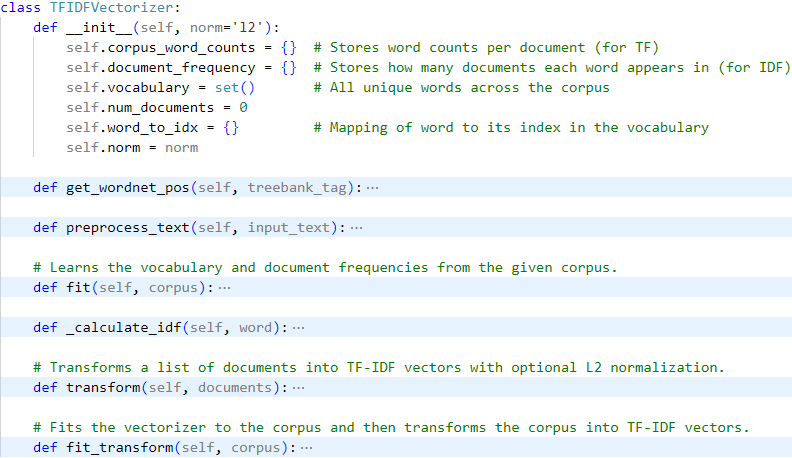 class TFIDFVectorizer:
    def __init__(self, norm='l2'):
        self.corpus_word_counts = {}  # Stores word counts per document (for TF)
        self.document_frequency = {}  # Stores how many documents each word appears in (for IDF)
        self.vocabulary = set()       # All unique words across the corpus
        self.num_documents = 0
        self.word_to_idx = {}         # Mapping of word to its index in the vocabulary
        self.norm = norm
    def get_wordnet_pos(self, treebank_tag):···
    def preprocess_text(self, input_text):···
    # Learns the vocabulary and document frequencies from the given corpus.
    def fit(self, corpus):···
    def _calculate_idf(self, word):···
    # Transforms a list of documents into TF-IDF vectors with optional L2 normalization.
    def transform(self, documents):···
    # Fits the vectorizer to the corpus and then transforms the corpus into TF-IDF vectors.
    def fit_transform(self, corpus):···